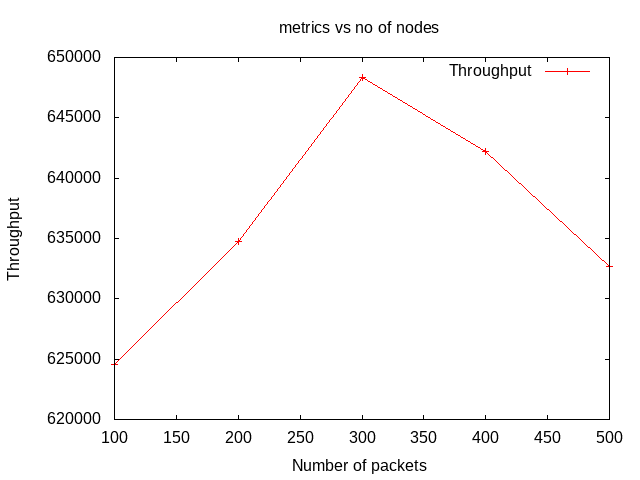 metrics vs no of nodes
Throughput
650000
645000
640000
635000
630000
625000
620000
Throughput
100 150 200 250 300 350 400 450 500
Number of packets